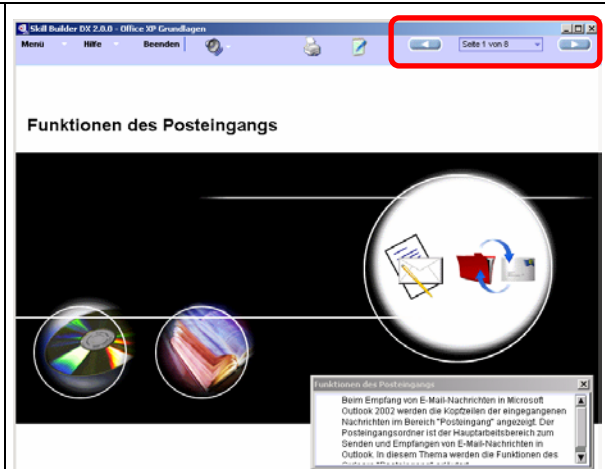 Skill Builder DX 2.0.0 - Office XP Grundlagen
Menü Hilfe Beenden Seite 1 von 8
Funktionen des Posteingangs
Funktionen des Posteingangs
Beim Empfang von E-Mail-Nachrichten in Microsoft
Outlook 2002 werden die Kopfzeilen der eingegangenen
Nachrichten im Bereich "Posteingang" angezeigt. Der
Posteingangsordner ist der Hauptarbeitsbereich zum
Senden und Empfangen von E-Mail-Nachrichten in
Outlook. In diesem Thema werden die Funktionen des